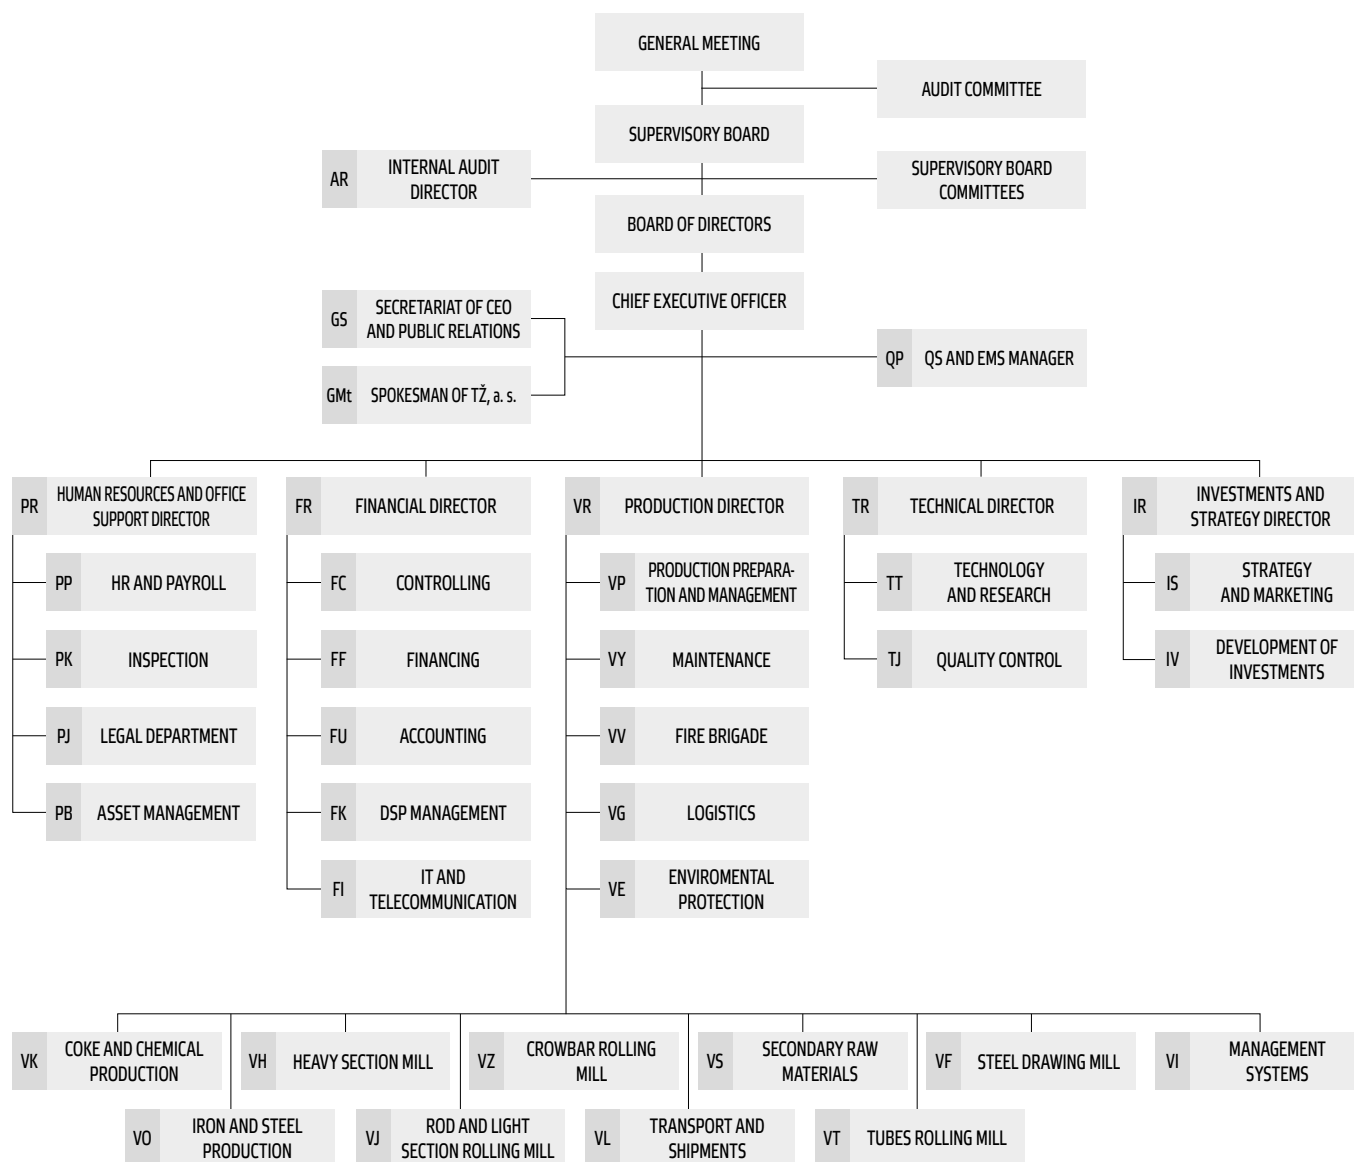 GENERAL MEETING
AUDIT COMMITTEE
SUPERVISORY BOARD
AR
INTERNAL AUDIT
DIRECTOR
SUPERVISORY BOARD
COMMITTEES
BOARD OF DIRECTORS
CHIEF EXECUTIVE OFFICER
GS
SECRETARIAT OF CEO
AND PUBLIC RELATIONS
QP
QS AND EMS MANAGER
GMt
SPOKESMAN OF TŽ, a. s.
PR
HUMAN RESOURCES AND OFFICE
SUPPORT DIRECTOR
FR
FINANCIAL DIRECTOR
VR
PRODUCTION DIRECTOR
TR
TECHNICAL DIRECTOR
IR
INVESTMENTS AND
STRATEGY DIRECTOR
PP
HR AND PAYROLL
FC
CONTROLLING
VP
PRODUCTION PREPARA-
TION AND MANAGEMENT
TT
TECHNOLOGY
AND RESEARCH
IS
STRATEGY
AND MARKETING
PK
INSPECTION
FF
FINANCING
VY
MAINTENANCE
TJ
QUALITY CONTROL
IV
DEVELOPMENT OF
INVESTMENTS
PJ
LEGAL DEPARTMENT
FU
ACCOUNTING
VV
FIRE BRIGADE
PB
ASSET MANAGEMENT
FK
DSP MANAGEMENT
VG
LOGISTICS
FI
IT AND
TELECOMMUNICATION
VE
ENVIROMENTAL
PROTECTION
VK
COKE AND CHEMICAL
PRODUCTION
VH
HEAVY SECTION MILL
VZ
CROWBAR ROLLING
MILL
VS
SECONDARY RAW
MATERIALS
VF
STEEL DRAWING MILL
VI
MANAGEMENT
SYSTEMS
VO
IRON AND STEEL
PRODUCTION
VJ
ROD AND LIGHT
SECTION ROLLING MILL
VL
TRANSPORT AND
SHIPMENTS
VT
TUBES ROLLING MILL